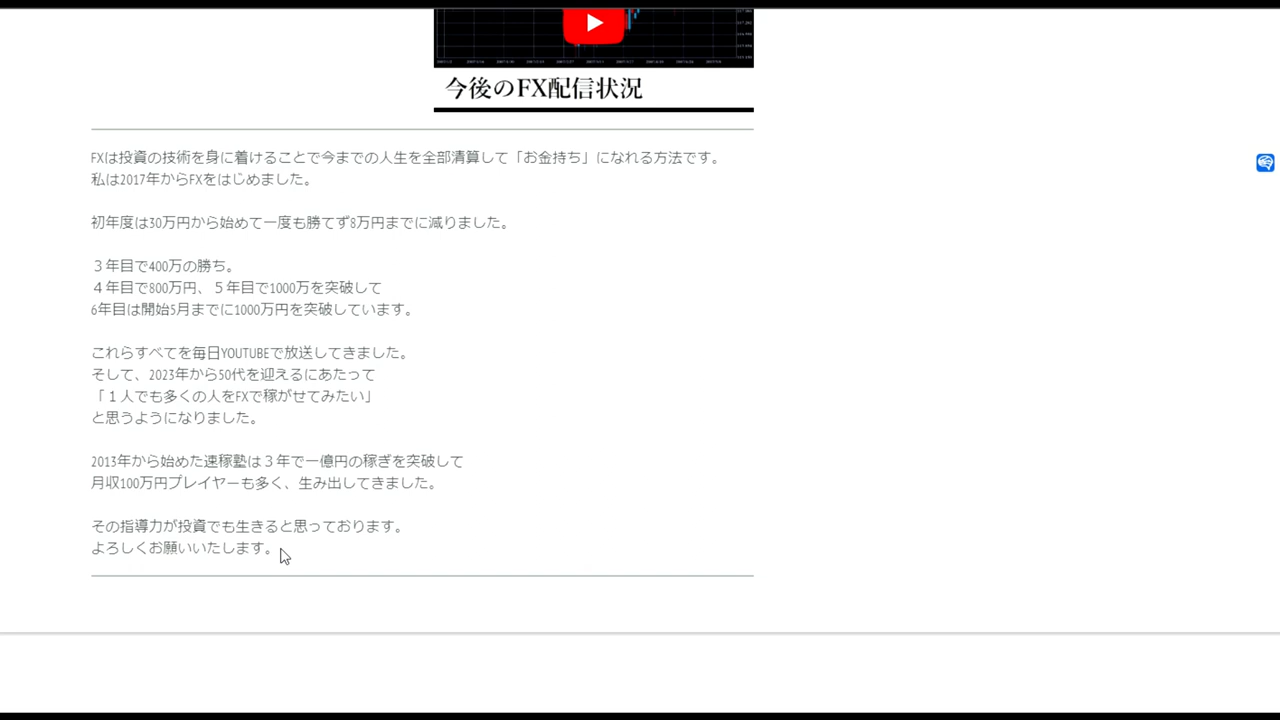 今後のFX配信状況
FXは投資の技術を身に着けることで今までの人生を全部清算して「お金持ち」になれる方法です。
私は2017年からFXをはじめました。
初年度は30万円から始めて一度も勝てず8万円までに減りました。
３年目で400万の勝ち。
４年目で800万円、５年目で1000万を突破して
6年目は開始5月までに1000万円を突破しています。
これらすべてを毎日YOUTUBEで放送してきました。
そして、2023年から50代を迎えるにあたって
「１人でも多くの人をFXで稼がせてみたい」
と思うようになりました。
2013年から始めた速稼塾は３年で一億円の稼ぎを突破して
月収100万円プレイヤーも多く、生み出してきました。
その指導力が投資でも生きると思っております。
よろしくお願いいたします。